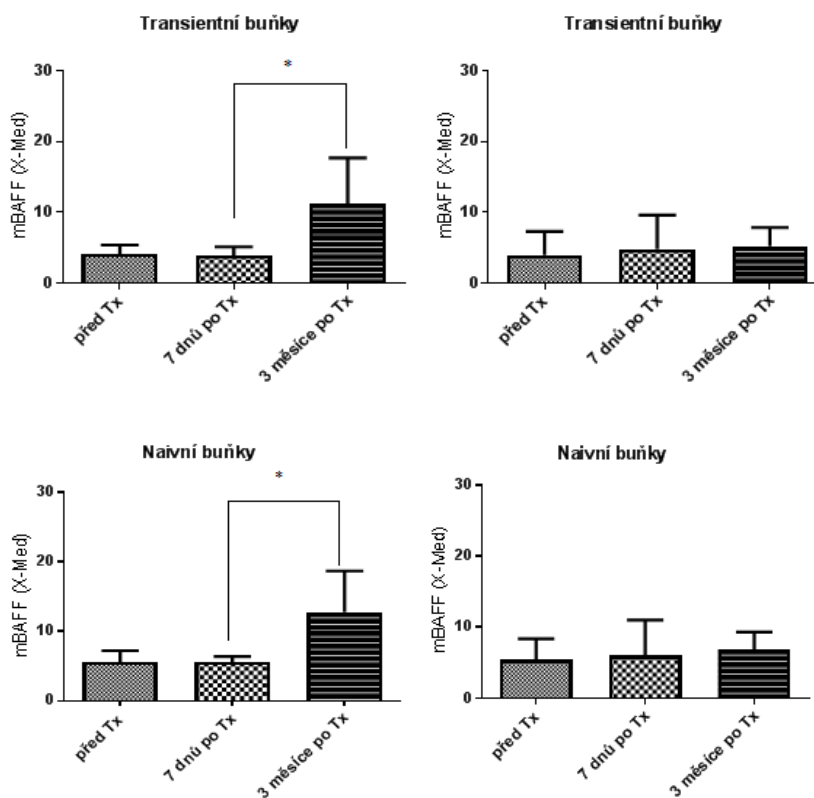 Transientní buňky
*
30
20
10
0
mBAFF (X-Med)
před Tx
7 dnů po Tx
3 měsíce po Tx
Transientní buňky
30
20
10
0
mBAFF (X-Med)
před Tx
7 dnů po Tx
3 měsíce po Tx
Naivní buňky
*
30
20
10
0
mBAFF (X-Med)
před Tx
7 dnů po Tx
3 měsíce po Tx
Naivní buňky
30
20
10
0
mBAFF (X-Med)
před Tx
7 dnů po Tx
3 měsíce po Tx